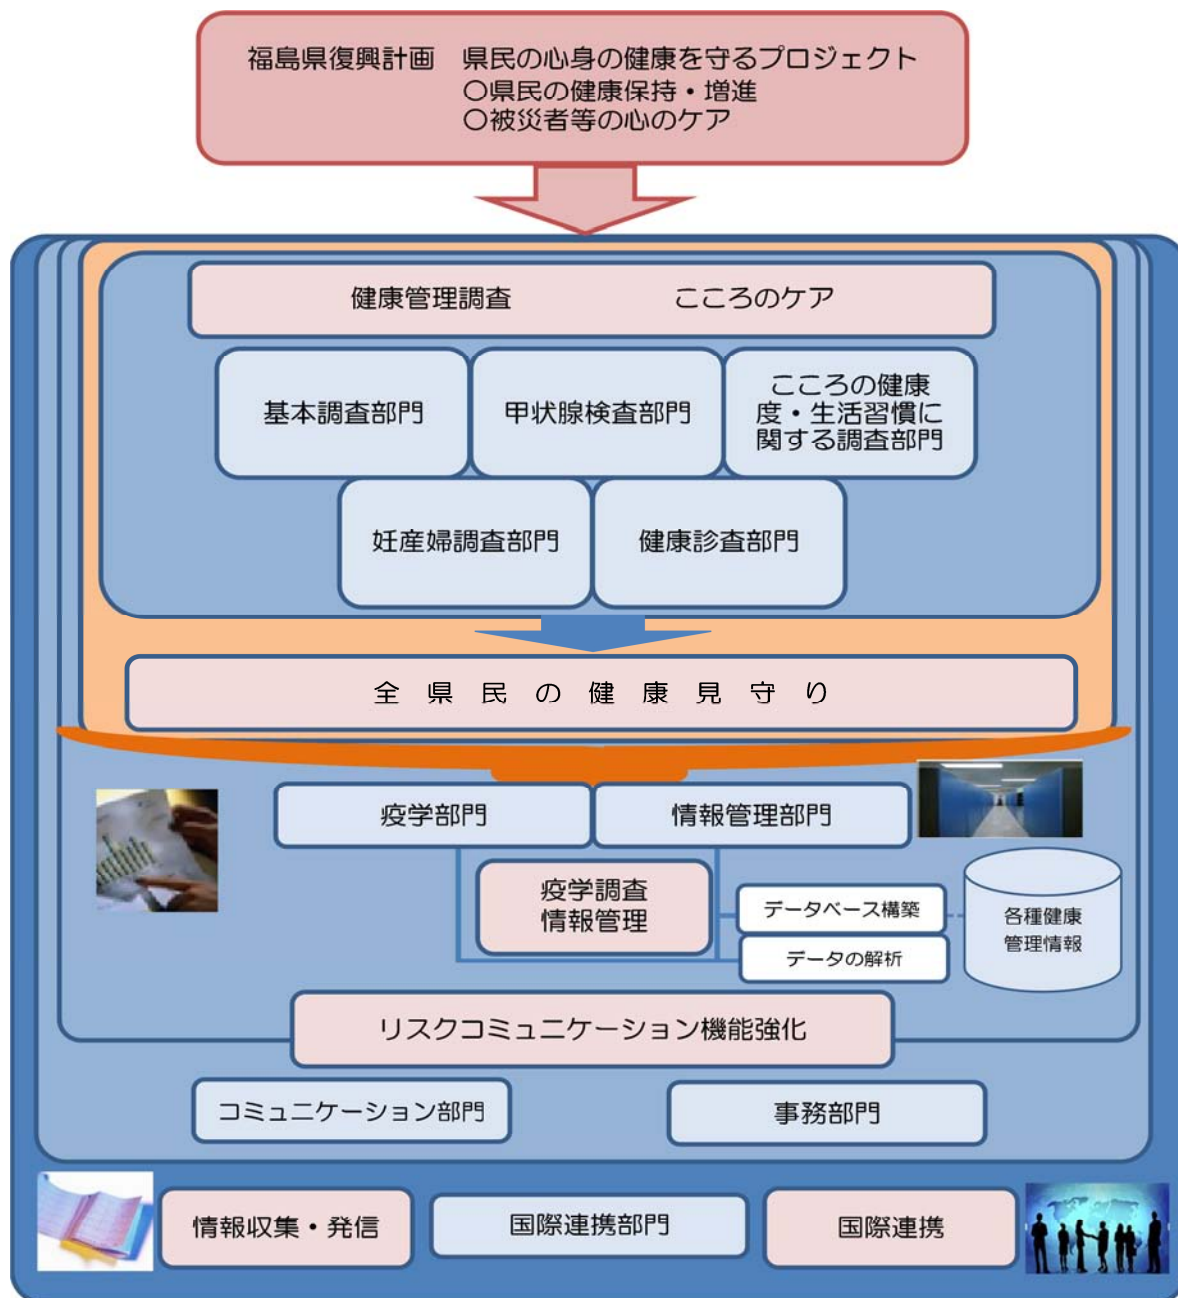 福島県復興計画　県民の心身の健康を守るプロジェクト
〇県民の健康保持・増進
〇被災者等の心のケア
健康管理調査　こころのケア
基本調査部門
甲状腺検査部門
こころの健康
度・生活習慣に
関する調査部門
妊産婦調査部門
健康診査部門
全県民の健康見守り
疫学部門
情報管理部門
疫学調査
情報管理
データベース構築
データの解析
各種健康
管理情報
リスクコミュニケーション機能強化
コミュニケーション部門
事務部門
情報収集・発信
国際連携部門
国際連携